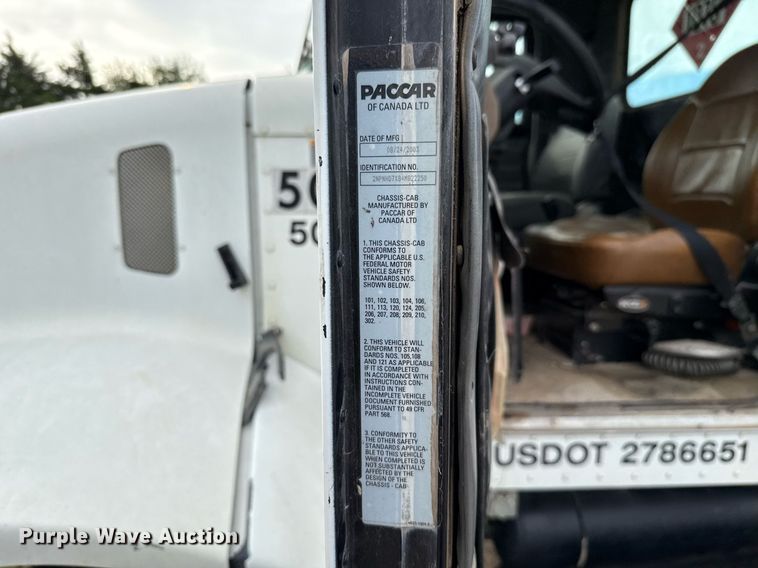 PACCAR
OF CANADA LTD
DATE OF MFG
08/24/2003
IDENTIFICATION NO.
CHASSIS-CAB
MANUFACTURED BY
PACCAR OF
CANADA LTD
1. THIS CHASSIS-CAB
CONFORMS TO
THE APPLICABLE U.S.
FEDERAL MOTOR
VEHICLE SAFETY
STANDARDS NOS.
SHOWN BELOW.
101, 102, 103, 104, 106,
111, 113, 120, 124, 205,
206, 207, 208, 209, 210,
302.
2. THIS VEHICLE WILL
CONFORM TO STAN-
DARDS NOS. 105,108
AND 121 AS APPLICABLE
IF IT IS COMPLETED
IN ACCORDANCE WITH
INSTRUCTIONS CON-
TAINED IN THE
INCOMPLETE VEHICLE
DOCUMENT FURNISHED
PURSUANT TO 49 CFR
PART 568.
3. CONFORMITY TO
THE OTHER SAFETY
STANDARDS APPLICA-
BLE TO THIS VEHICLE
WHEN COMPLETED IS
NOT SUBSTANTIALLY
AFFECTED BY THE
DESIGN OF THE
CHASSIS - CAB
50
USDOT 2786651
Purple Wave Auction